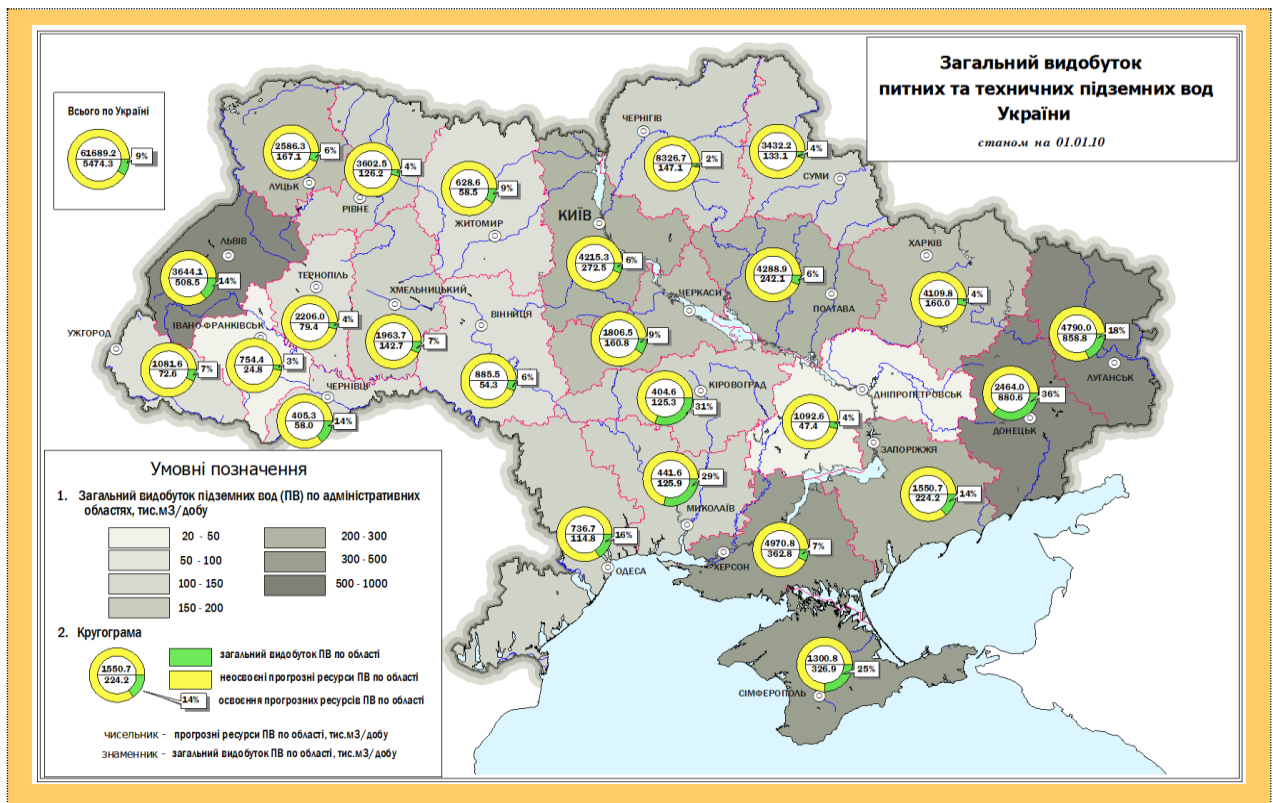 Загальний видобуток
питних та техничних підземних вод
України
станом на 01.01.10
Всього по Україні
61689.2
5474.3
9%
2586.3
167.1
6%
ЛУЦЬК
3602.5
126.2
4%
РІВНЕ
628.6
58.5
9%
ЖИТОМИР
ЧЕРНІГІВ
8326.7
147.1
2%
3432.2
133.1
4%
СУМИ
КИЇВ
4215.3
272.5
6%
ЛЬВІВ
3644.1
508.5
14%
ТЕРНОПІЛЬ
2206.0
79.4
4%
ХМЕЛЬНИЦЬКИЙ
1963.7
142.7
7%
ВІННИЦЯ
885.5
54.3
6%
ЧЕРКАСИ
1806.5
160.8
9%
4288.9
242.1
6%
ПОЛТАВА
ХАРКІВ
4109.8
160.0
4%
4790.0
858.8
18%
ЛУГАНСЬК
УЖГОРОД
1081.6
72.6
7%
ІВАНО-ФРАНКІВСЬК
754.4
24.8
3%
ЧЕРНІВЦІ
405.3
58.0
14%
КІРОВОГРАД
404.6
125.3
31%
ДНІПРОПЕТРОВСЬК
1092.6
47.4
4%
2464.0
880.6
36%
ДОНЕЦЬК
ЗАПОРІЖЖЯ
1550.7
224.2
14%
441.6
125.9
29%
МИКОЛАЇВ
736.7
114.8
16%
ОДЕСА
ХЕРСОН
4970.8
362.8
7%
1300.8
326.9
25%
СІМФЕРОПОЛЬ
Умовні позначення
1. Загальний видобуток підземних вод (ПВ) по адміністративних
областях, тис.м3/добу
20 - 50
50 - 100
100 - 150
150 - 200
200 - 300
300 - 500
500 - 1000
2. Кругограма
1550.7
224.2
14%
загальний видобуток ПВ по області
неосвоєні прогрозні ресурси ПВ по області
освоєння прогрозних ресурсів ПВ по області
чисельник - прогрозні ресурси ПВ по області, тис.м3/добу
знаменник - загальний видобуток ПВ по області, тис.м3/добу